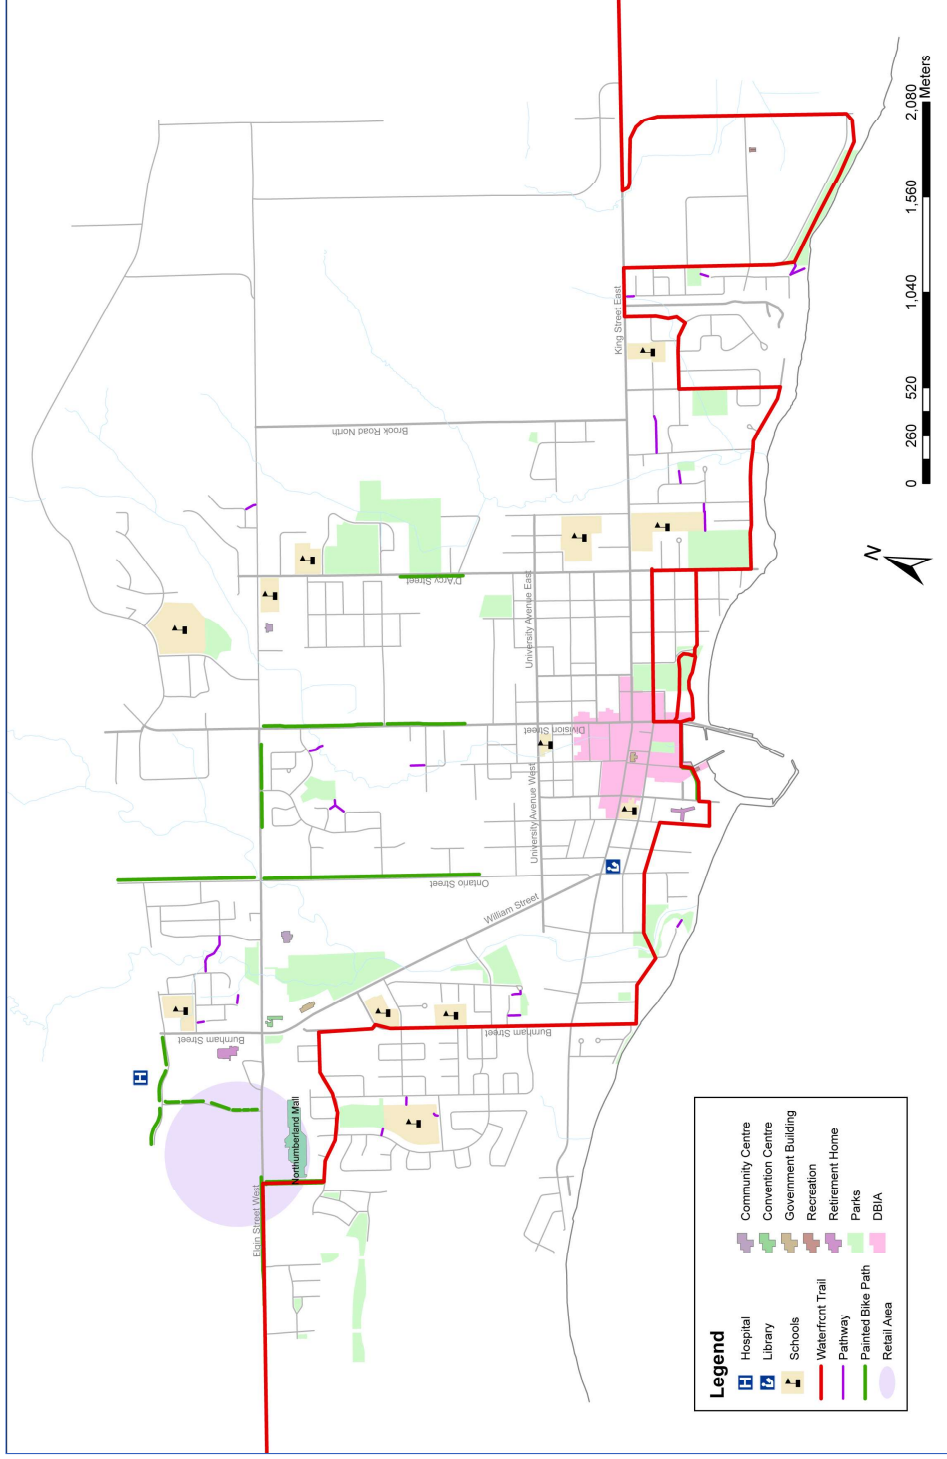 King Street East
Brook Road North
D'Arcy Street
University Avenue East
Division Street
University Avenue West
Ontario Street
William Street
Burnham Street
Burnham Street
Elgin Street West
Northumberland Mall
H
N
0 260 520 1,040 1,560 2,080
Meters
Legend
H Hospital
Library
Schools
Waterfront Trail
Pathway
Painted Bike Path
Retail Area
Community Centre
Convention Centre
Government Building
Recreation
Retirement Home
Parks
DBIA